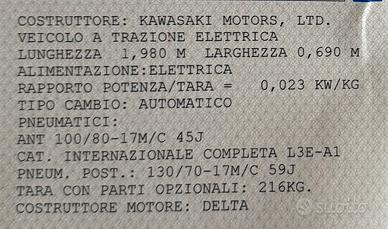 COSTRUTTORE: KAWASAKI MOTORS, LTD.
VEICOLO A TRAZIONE ELETTRICA
LUNGHEZZA 1,980 M LARGHEZZA 0,690 M
ALIMENTAZIONE:ELETTRICA
RAPPORTO POTENZA/TARA = 0,023 KW/KG
TIPO CAMBIO: AUTOMATICO
PNEUMATICI:
ANT 100/80-17M/C 45J
CAT. INTERNAZIONALE COMPLETA L3E-A1
PNEUM. POST.: 130/70-17M/C 59J
TARA CON PARTI OPZIONALI: 216KG.
COSTRUTTORE MOTORE: DELTA
subito